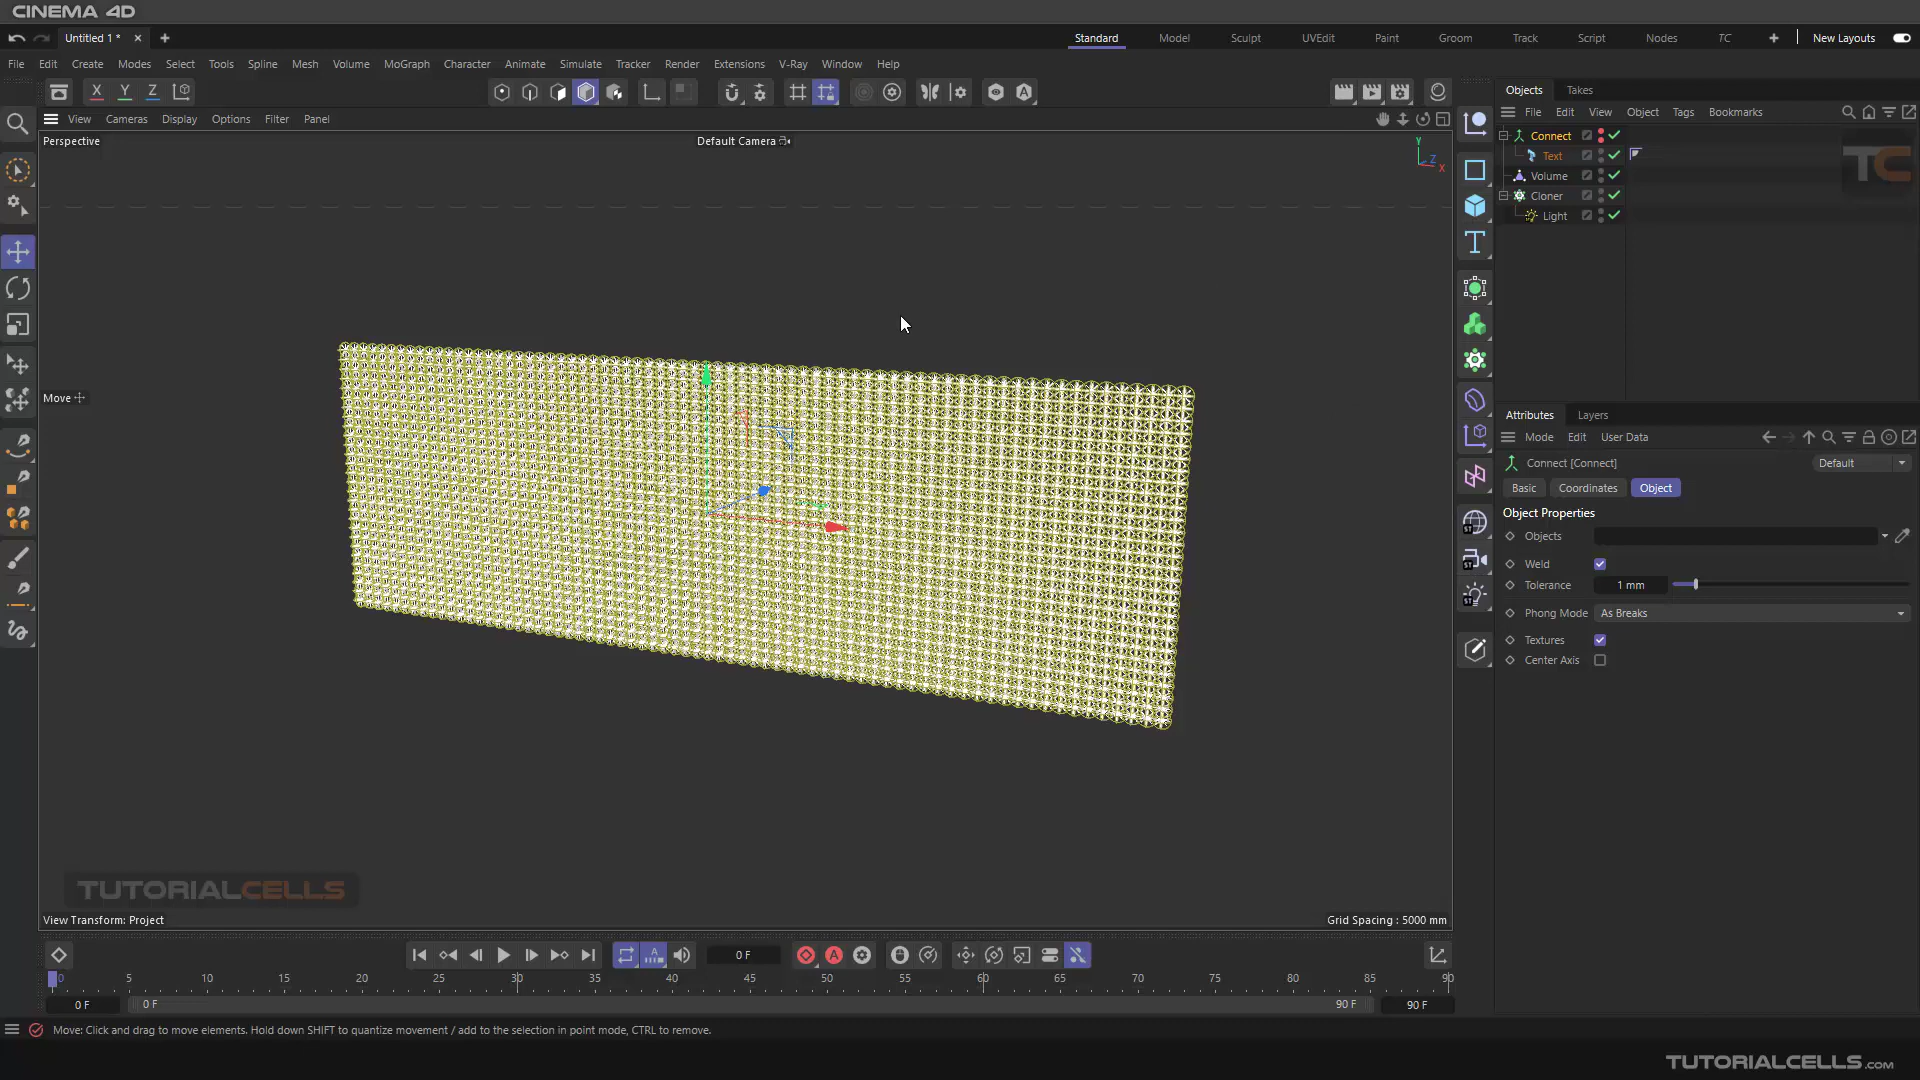 CINEMA 4D
Untitled 1 *
Standard Model Sculpt UVEdit Paint Groom Track Script Nodes TC New Layouts
File Edit Create Modes Select Tools Spline Mesh Volume MoGraph Character Animate Simulate Tracker Render Extensions V-Ray Window Help
X Y Z
Objects Takes
View Cameras Display Options Filter Panel
File Edit View Object Tags Bookmarks
Perspective
Default Camera
Y
Z
X
Connect
Text
Volume
Cloner
Light
TC
Move
Attributes Layers
Mode Edit User Data
Connect [Connect]
Default
Basic Coordinates Object
Object Properties
Objects
Weld
Tolerance 1 mm
Phong Mode As Breaks
Textures
Center Axis
ST
ST
ST
TUTORIALCELLS
View Transform: Project
Grid Spacing : 5000 mm
0 F
0 5 10 15 20 25 30 35 40 45 50 55 60 65 70 75 80 85 90
0 F 0 F 90 F 90 F
Move: Click and drag to move elements. Hold down SHIFT to quantize movement / add to the selection in point mode, CTRL to remove.
TUTORIALCELLS.com